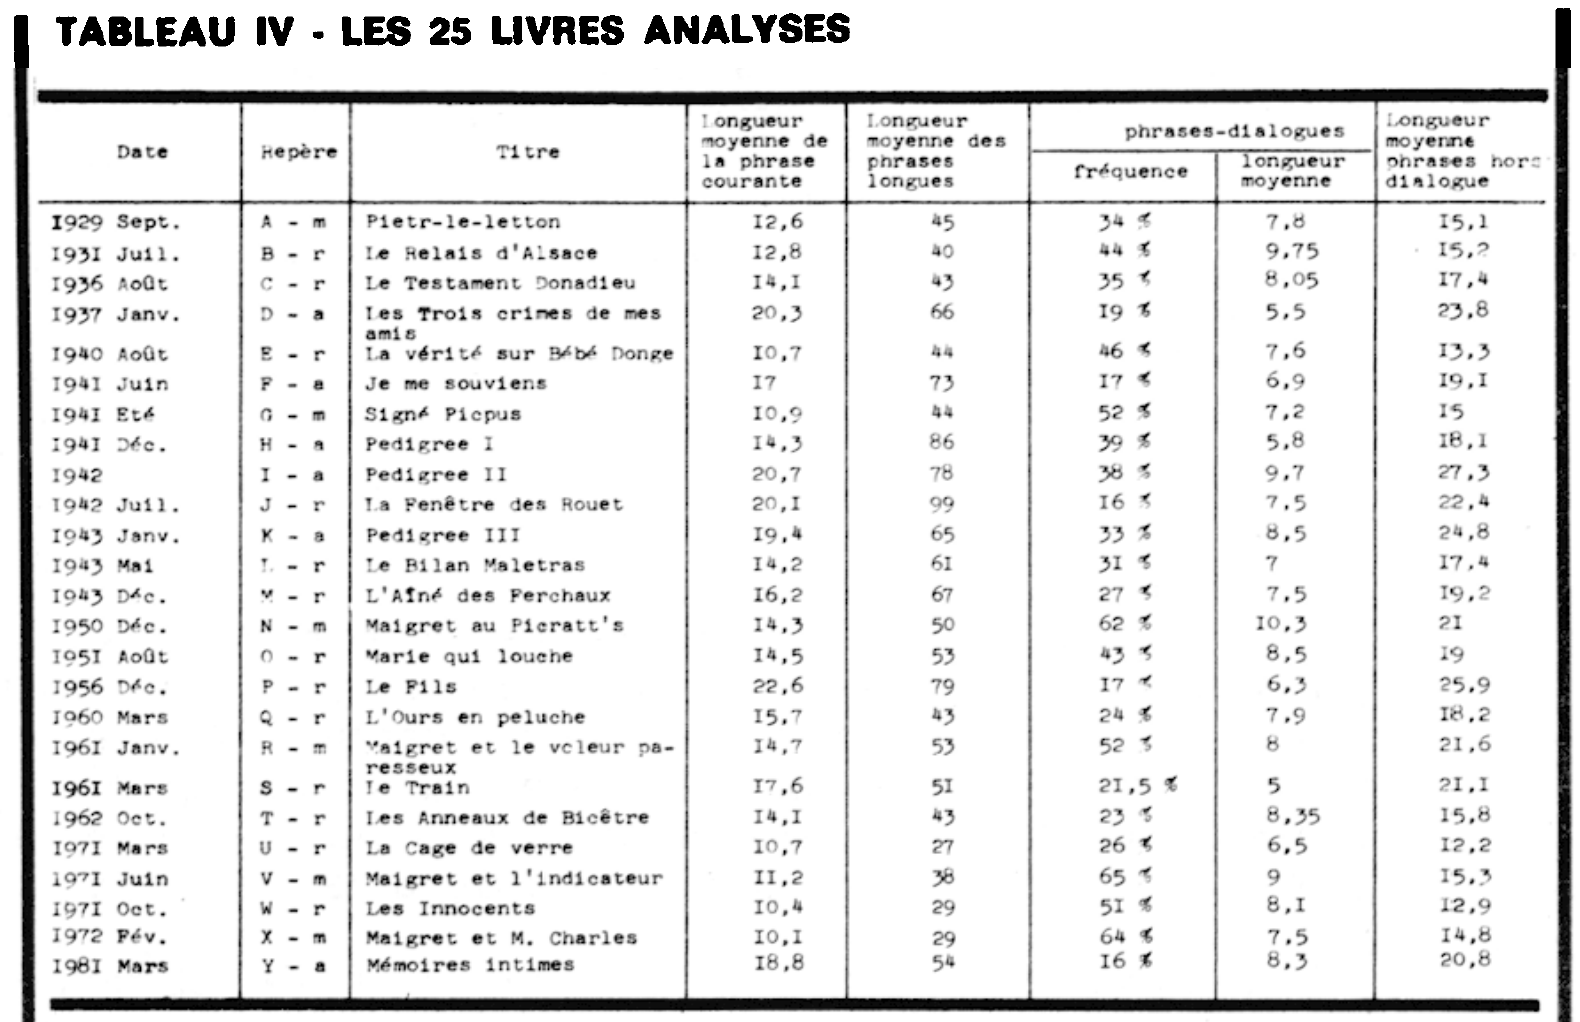 TABLEAU IV - LES 25 LIVRES ANALYSES
Date Repère Titre Longueur moyenne de la phrase courante Longueur moyenne des phrases longues phrases-dialogues fréquence longueur moyenne Longueur moyenne phrases hors dialogue
I929 Sept. A - m Pietr-le-letton I2,6 45 34 % 7,8 I5,I
I93I Juil. B - r Le Relais d'Alsace I2,8 40 44 % 9,75 I5,2
I936 Août C - r Le Testament Donadieu I4,I 43 35 % 8,05 I7,4
I937 Janv. D - a Les Trois crimes de mes amis 20,3 66 I9 % 5,5 23,8
I940 Août E - r La vérité sur Bébé Donge I0,7 44 46 % 7,6 I3,3
I94I Juin F - a Je me souviens I7 73 I7 % 6,9 I9,I
I94I Eté G - m Signé Picpus I0,9 44 52 % 7,2 I5
I94I Déc. H - a Pedigree I I4,3 86 39 % 5,8 I8,I
I942 I - a Pedigree II 20,7 78 38 % 9,7 27,3
I942 Juil. J - r La Fenêtre des Rouet 20,I 99 I6 % 7,5 22,4
I943 Janv. K - a Pedigree III I9,4 65 33 % 8,5 24,8
I943 Mai L - r Le Bilan Maletras I4,2 6I 3I % 7 I7,4
I943 Déc. M - r L'Aîné des Ferchaux I6,2 67 27 % 7,5 I9,2
I950 Déc. N - m Maigret au Picratt's I4,3 50 62 % I0,3 2I
I95I Août O - r Marie qui louche I4,5 53 43 % 8,5 I9
I956 Déc. P - r Le Fils 22,6 79 I7 % 6,3 25,9
I960 Mars Q - r L'Ours en peluche I5,7 43 24 % 7,9 I8,2
I96I Janv. R - m Maigret et le voleur pa-resseux I4,7 53 52 % 8 2I,6
I96I Mars S - r Le Train I7,6 5I 2I,5 % 5 2I,I
I962 Oct. T - r Les Anneaux de Bicêtre I4,I 43 23 % 8,35 I5,8
I97I Mars U - r La Cage de verre I0,7 27 26 % 6,5 I2,2
I97I Juin V - m Maigret et l'indicateur II,2 38 65 % 9 I5,3
I97I Oct. W - r Les Innocents I0,4 29 5I % 8,I I2,9
I972 Fév. X - m Maigret et M. Charles I0,I 29 64 % 7,5 I4,8
I98I Mars Y - a Mémoires intimes I8,8 54 I6 % 8,3 20,8